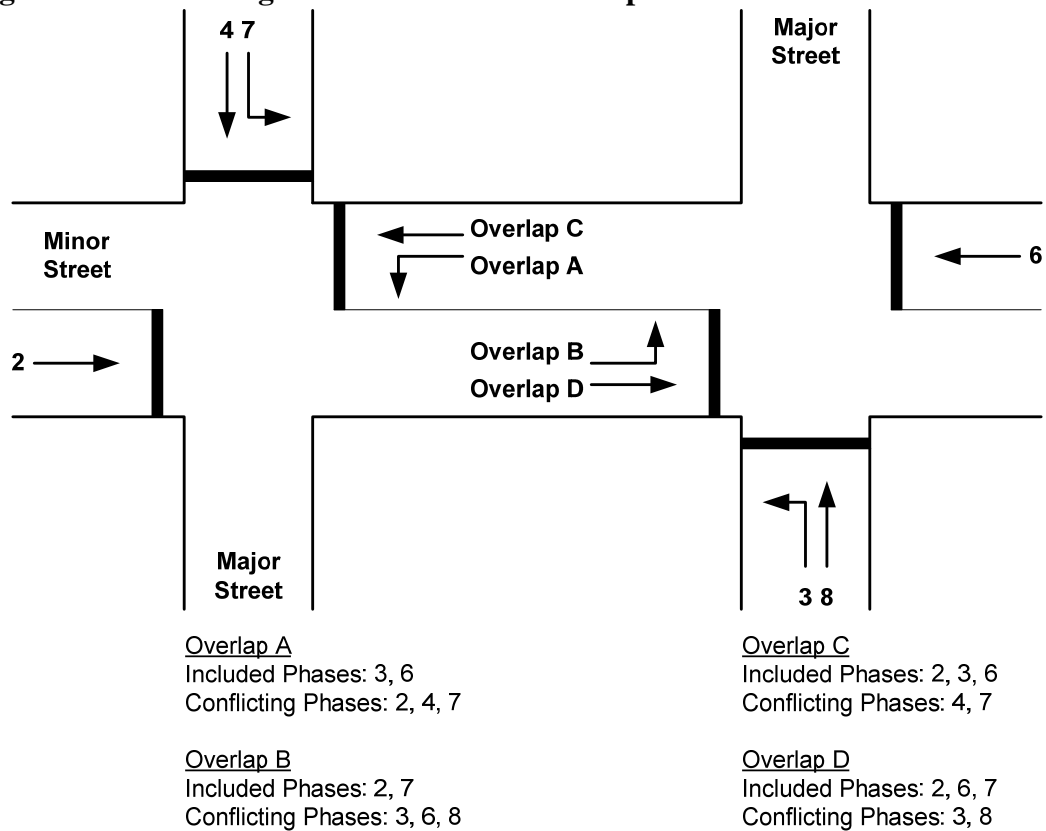 4 7
Major
Street
Overlap C
Overlap A
Minor
Street
6
Overlap B
Overlap D
2
Major
Street
3 8
Overlap A
Included Phases: 3, 6
Conflicting Phases: 2, 4, 7
Overlap C
Included Phases: 2, 3, 6
Conflicting Phases: 4, 7
Overlap B
Included Phases: 2, 7
Conflicting Phases: 3, 6, 8
Overlap D
Included Phases: 2, 6, 7
Conflicting Phases: 3, 8